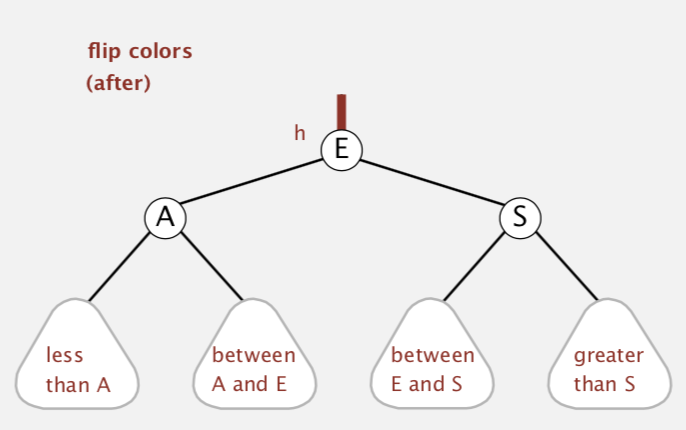 flip colors
(after)
h
E
A
S
less
than A
between
A and E
between
E and S
greater
than S